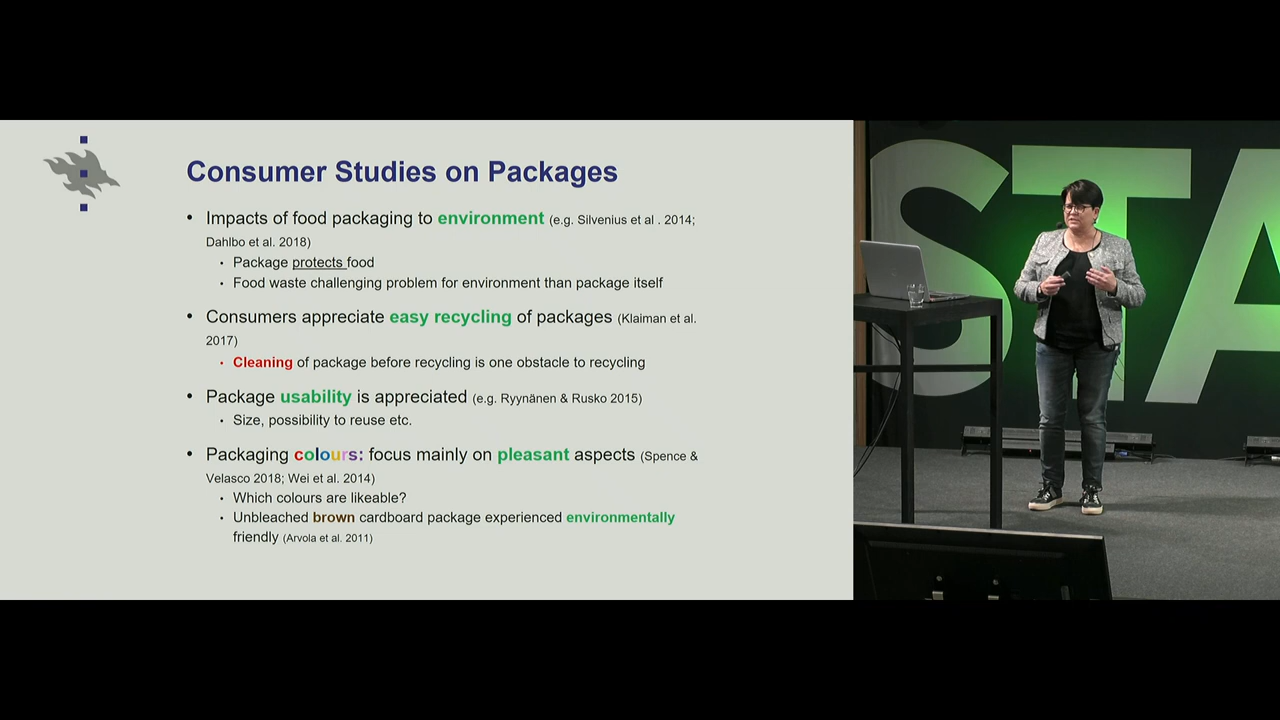 Consumer Studies on Packages
• Impacts of food packaging to environment (e.g. Silvenius et al . 2014;
Dahlbo et al. 2018)
• Package protects food
• Food waste challenging problem for environment than package itself
• Consumers appreciate easy recycling of packages (Klaiman et al.
2017)
• Cleaning of package before recycling is one obstacle to recycling
• Package usability is appreciated (e.g. Ryynänen & Rusko 2015)
• Size, possibility to reuse etc.
• Packaging colours: focus mainly on pleasant aspects (Spence &
Velasco 2018; Wei et al. 2014)
• Which colours are likeable?
• Unbleached brown cardboard package experienced environmentally
friendly (Arvola et al. 2011)
STA